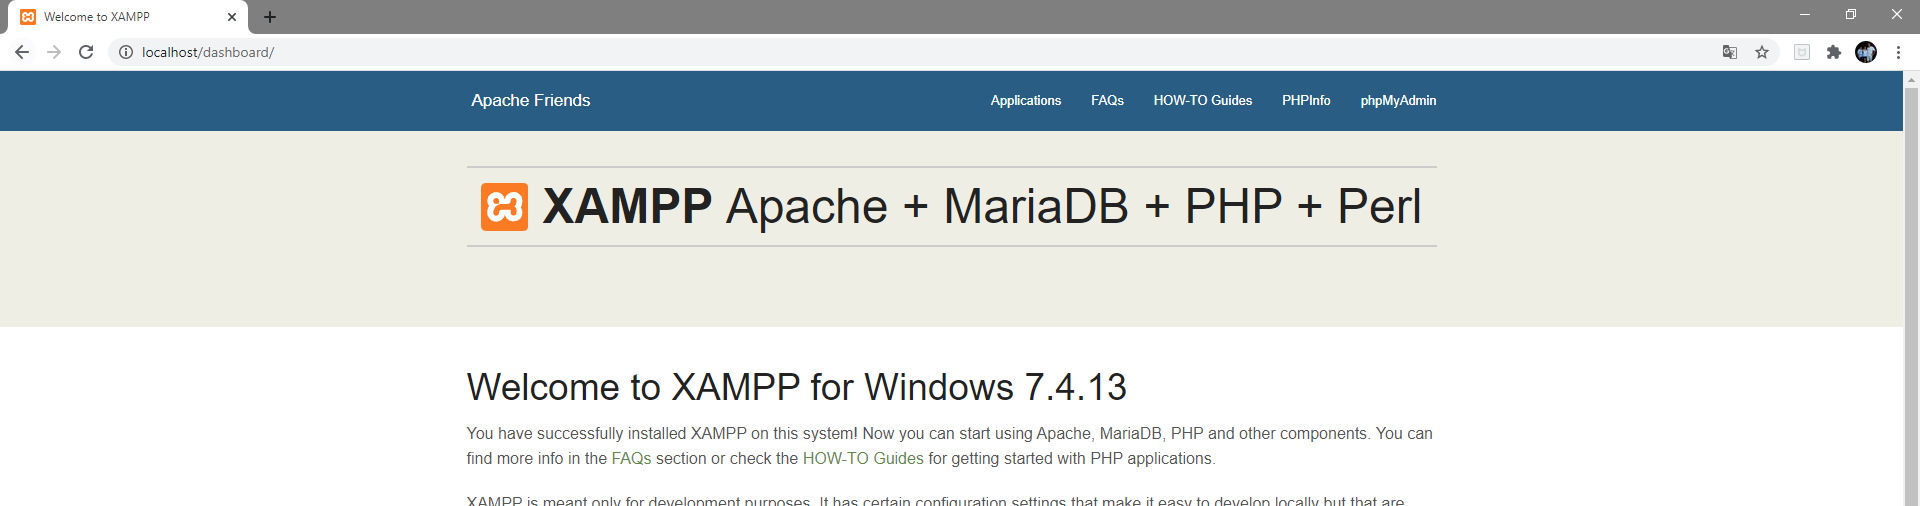 Welcome to XAMPP
localhost/dashboard/
Apache Friends
Applications FAQs HOW-TO Guides PHPInfo phpMyAdmin
XAMPP Apache + MariaDB + PHP + Perl
Welcome to XAMPP for Windows 7.4.13
You have successfully installed XAMPP on this system! Now you can start using Apache, MariaDB, PHP and other components. You can
find more info in the FAQs section or check the HOW-TO Guides for getting started with PHP applications.
XAMPP is meant only for development purposes. It has certain configuration settings that make it easy to develop locally but that are